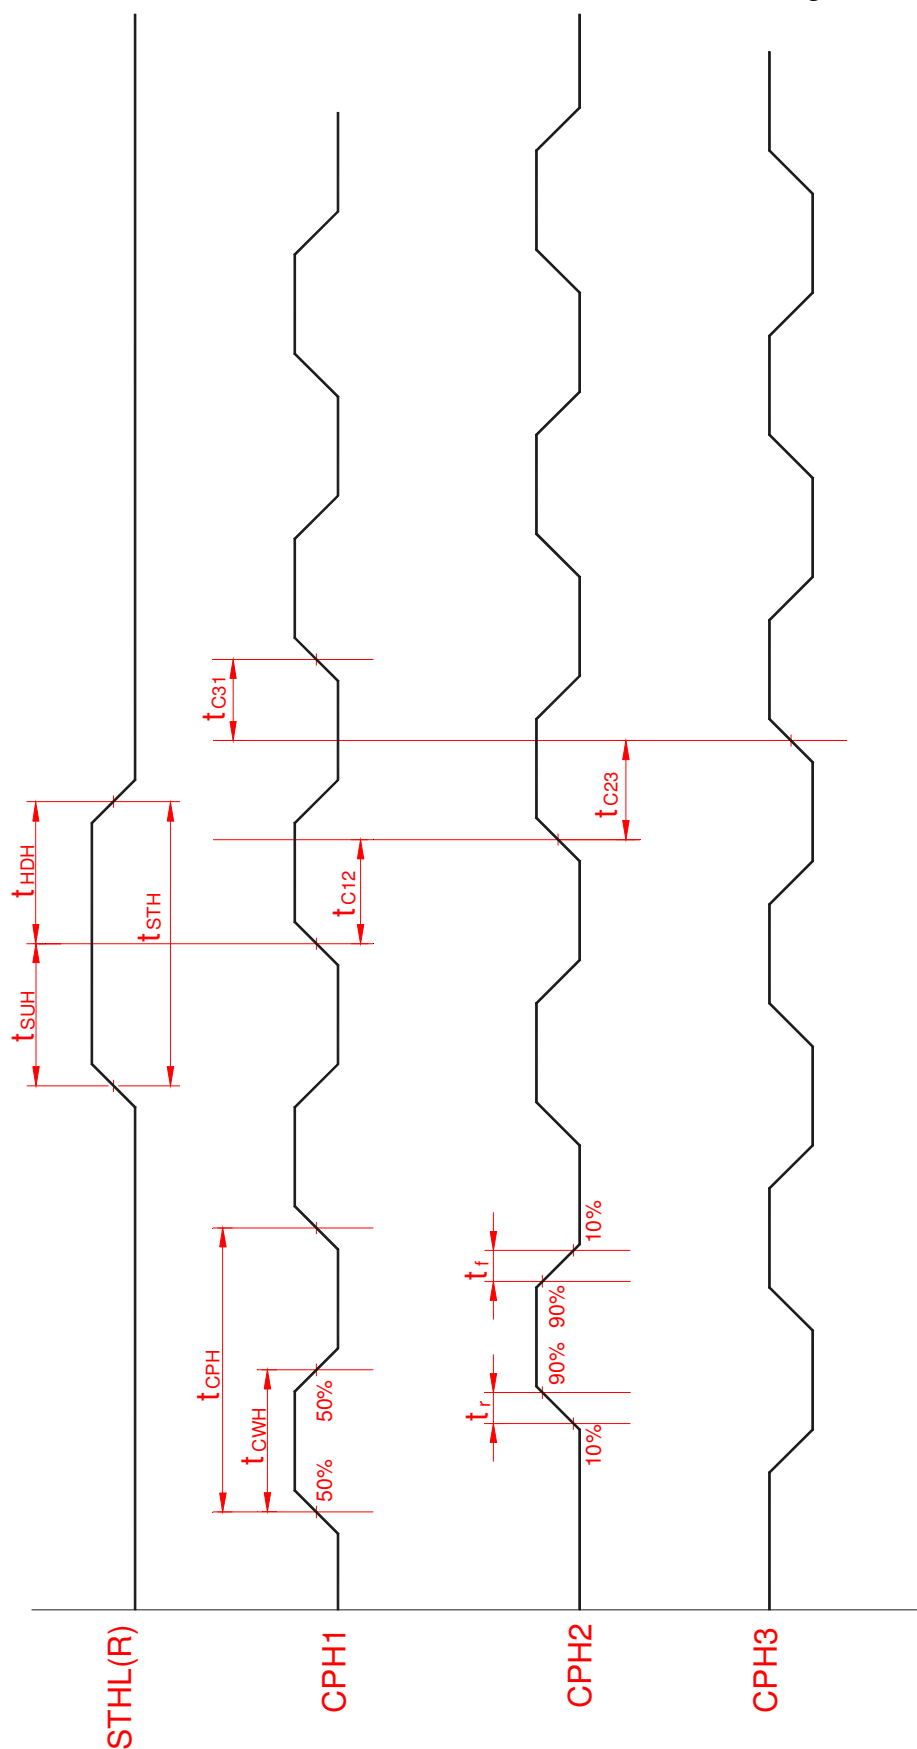 STHL(R)
tSUH
tHDH
tSTH
CPH1
tCPH
tCWH
50%
50%
tC12
tC31
CPH2
tr
10%
90%
90%
tf
10%
tC23
CPH3